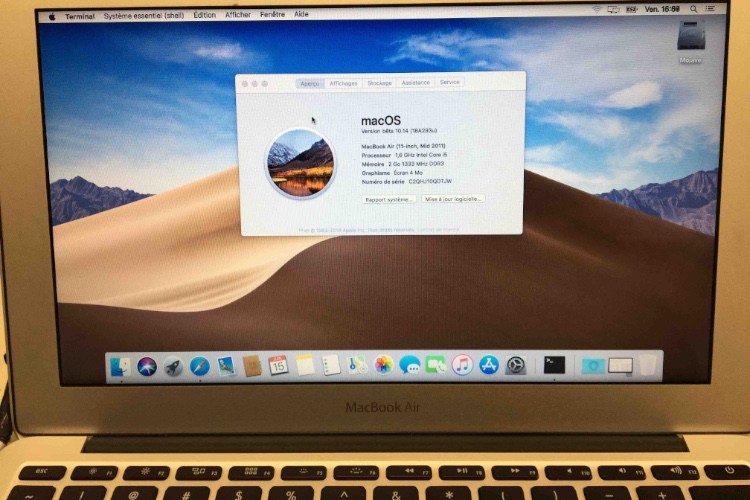 Terminal Système essentiel (shell) Édition Afficher Fenêtre Aide
Ven. 16:
Aperçu Affichages Stockage Assistance Service
macOS
Version bêta 10.14 (18A293u)
MacBook Air (11-inch, Mid 2011)
Processeur 1,6 GHz Intel Core i5
Mémoire 2 Go 1333 MHz DDR3
Graphisme Écran 4 Mo
Numéro de série C2QHJ10QDTJW
Rapport système... Mise à jour logicielle...
Mojave
15
MacBook Air
esc F1 F2 F3 F4 F5 F6 F7 F8 F9 F10 F11 F12
~ ! @ # $ % ^ & * ( ) _ +